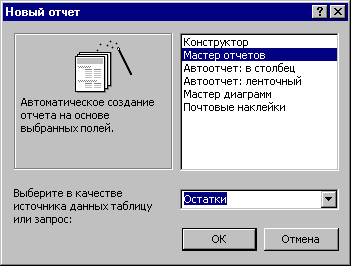 Новый отчет
Конструктор
Мастер отчетов
Автоотчет: в столбец
Автоотчет: ленточный
Мастер диаграмм
Почтовые наклейки
Автоматическое создание
отчета на основе
выбранных полей.
Выберите в качестве
источника данных таблицу
или запрос:
Остатки
ОК
Отмена